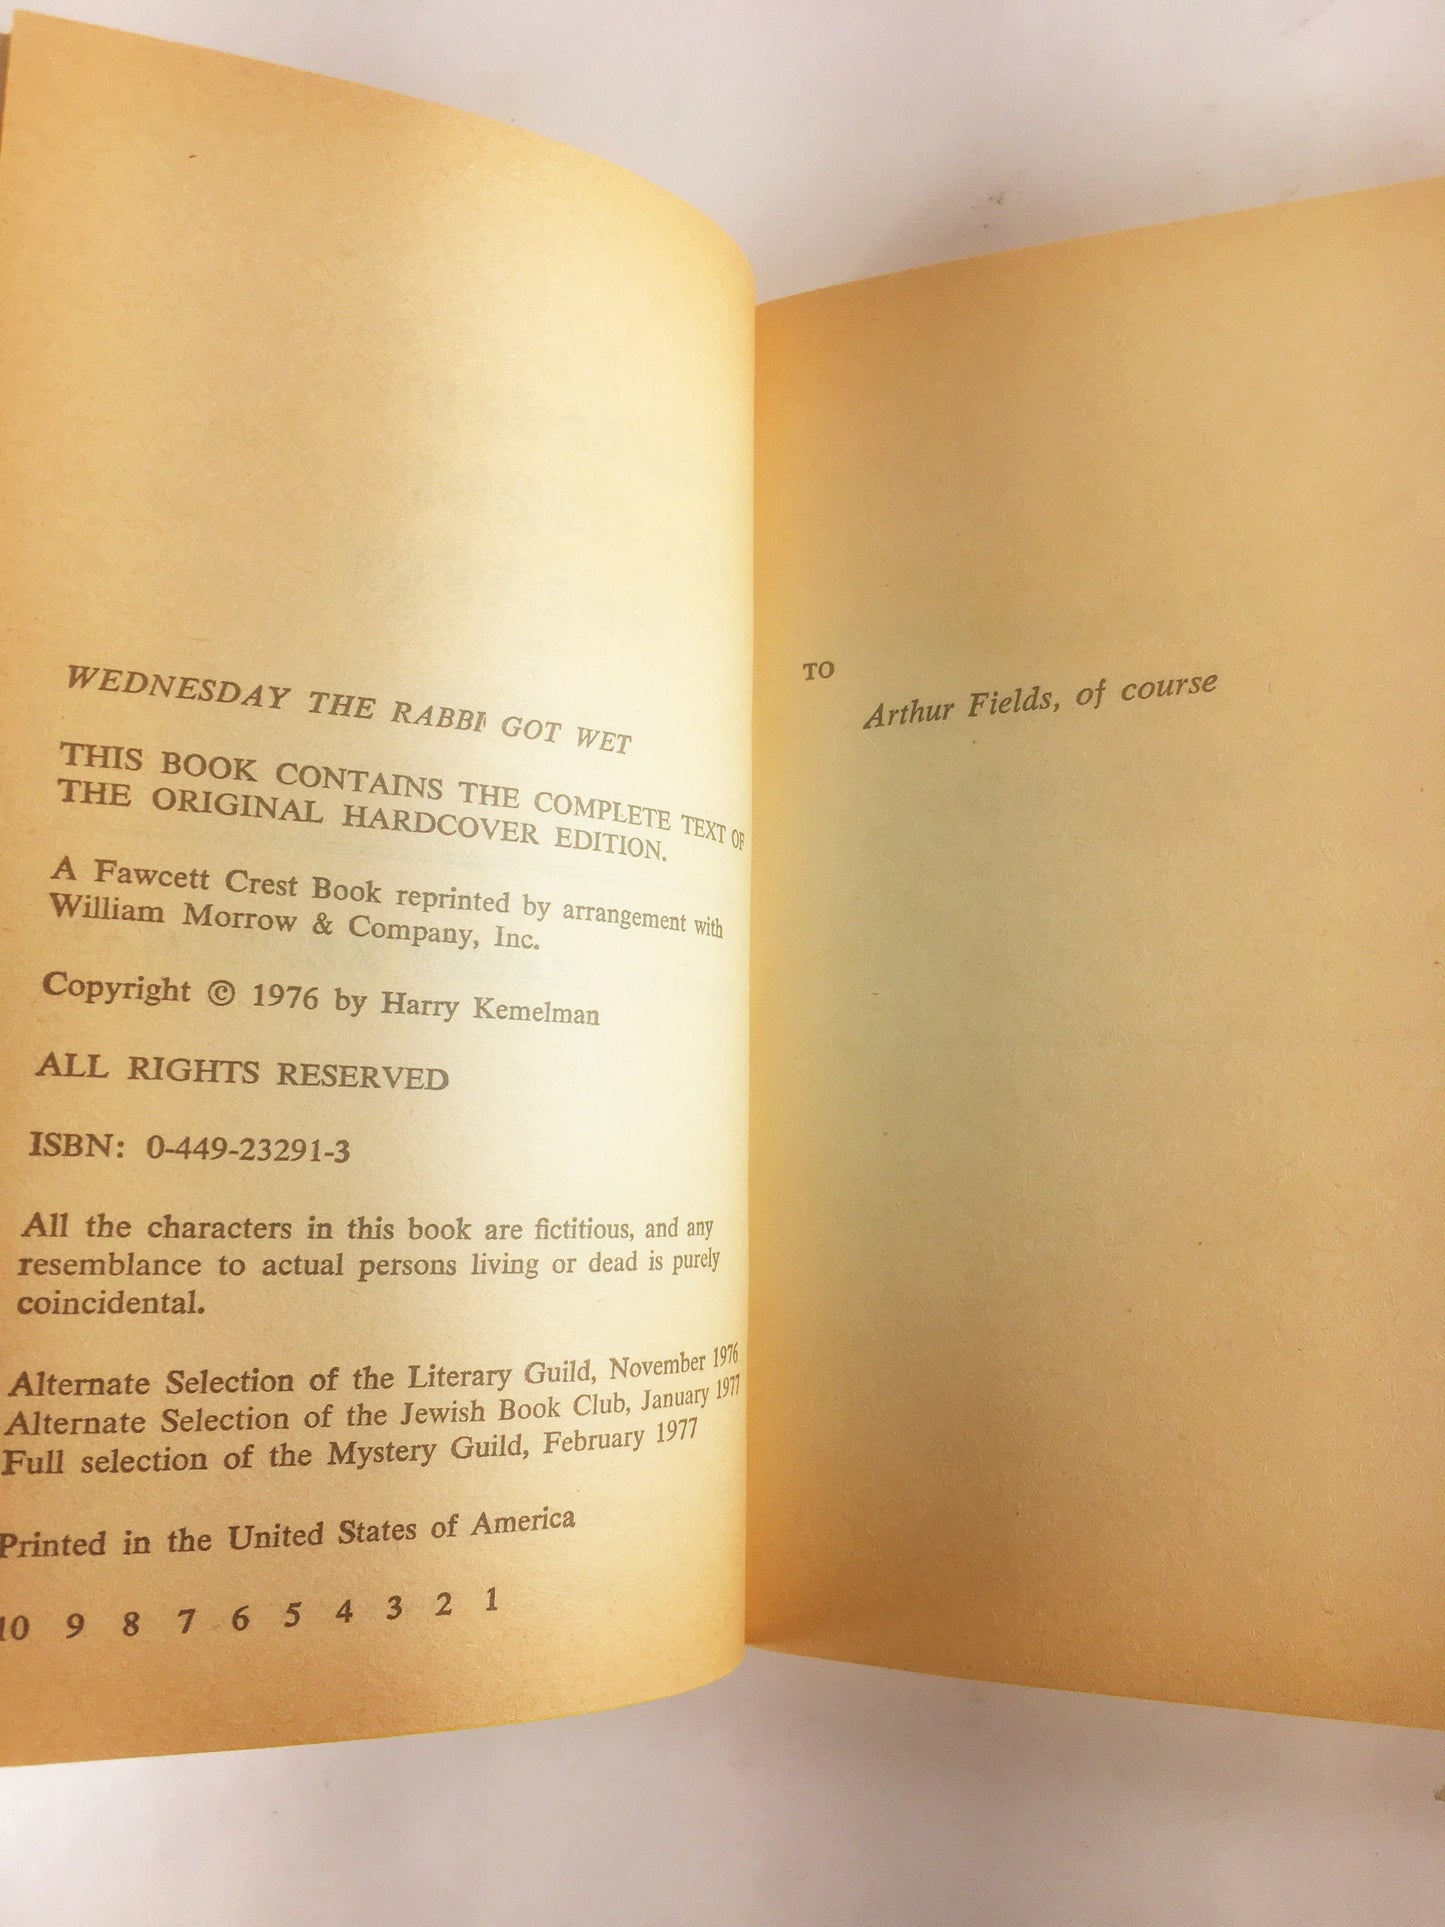 WEDNESDAY THE RABBI GOT WET
THIS BOOK CONTAINS THE COMPLETE TEXT OF
THE ORIGINAL HARDCOVER EDITION.
A Fawcett Crest Book reprinted by arrangement with
William Morrow & Company, Inc.
Copyright © 1976 by Harry Kemelman
ALL RIGHTS RESERVED
ISBN: 0-449-23291-3
All the characters in this book are fictitious, and any
resemblance to actual persons living or dead is purely
coincidental.
Alternate Selection of the Literary Guild, November 1976
Alternate Selection of the Jewish Book Club, January 1977
Full selection of the Mystery Guild, February 1977
Printed in the United States of America
10 9 8 7 6 5 4 3 2 1
TO
Arthur Fields, of course